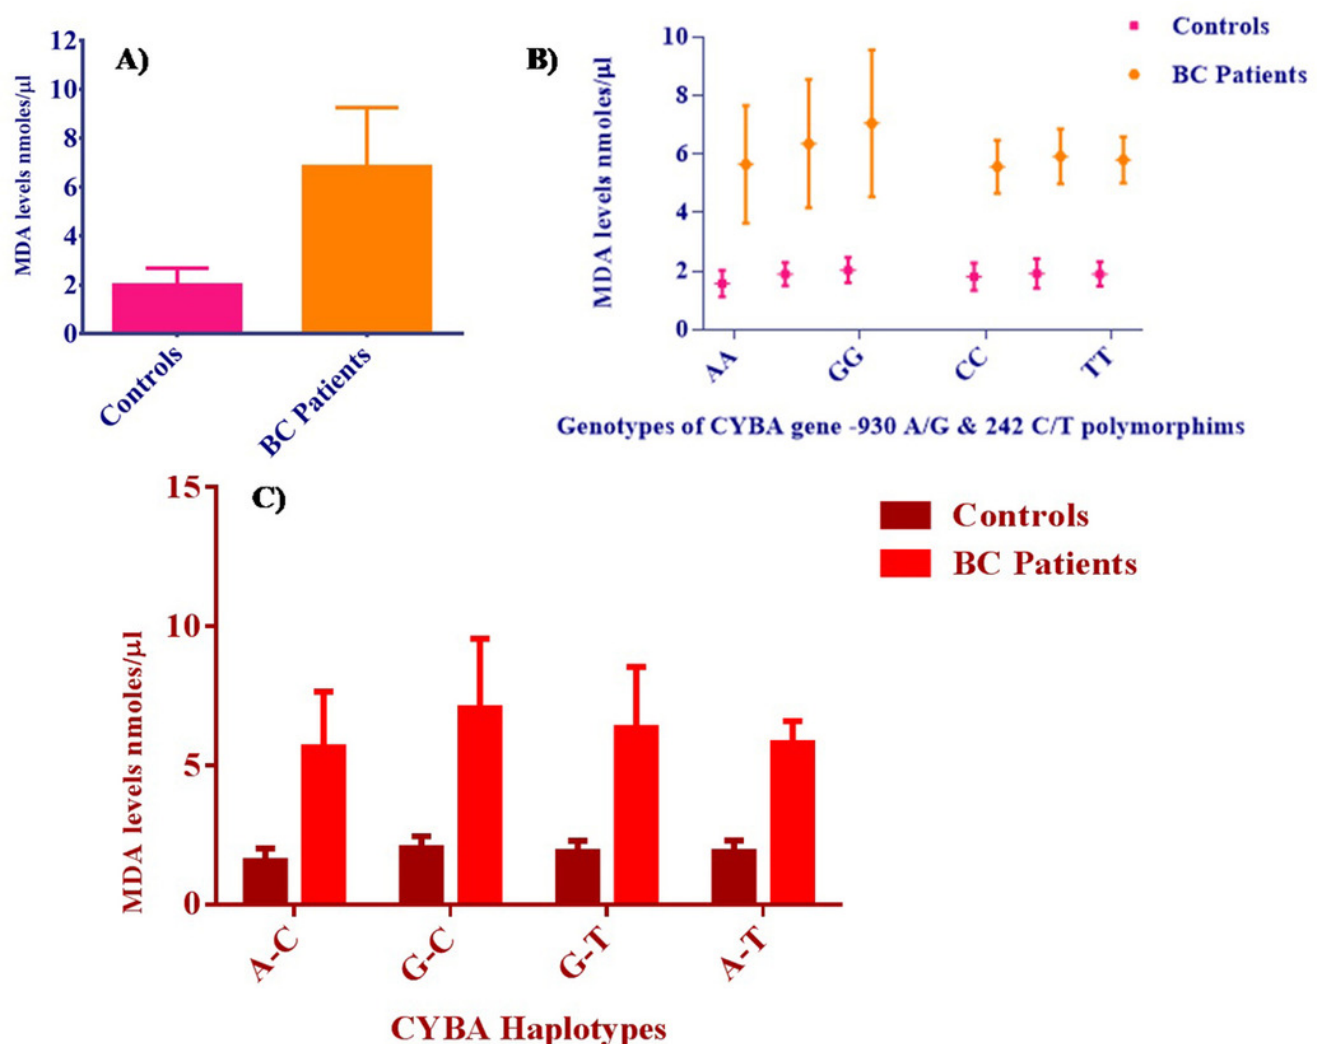 A)
MDA levels nmoles/µl
12
10
8
6
4
2
0
Controls
BC Patients
B)
MDA levels nmoles/µl
10
8
6
4
2
0
AA
GG
CC
TT
Controls
BC Patients
Genotypes of CYBA gene -930 A/G & 242 C/T polymorphims
C)
MDA levels nmoles/µl
15
10
5
0
A-C
G-C
G-T
A-T
Controls
BC Patients
CYBA Haplotypes